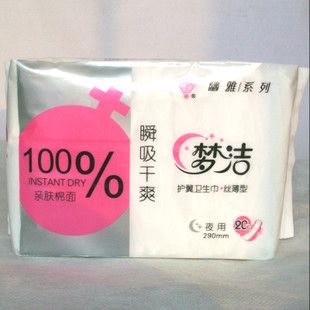 幽雅/系列
100%
INSTANT DRY
亲肤棉面
瞬吸干爽
梦洁
护翼卫生巾·丝薄型
夜用
290mm
20